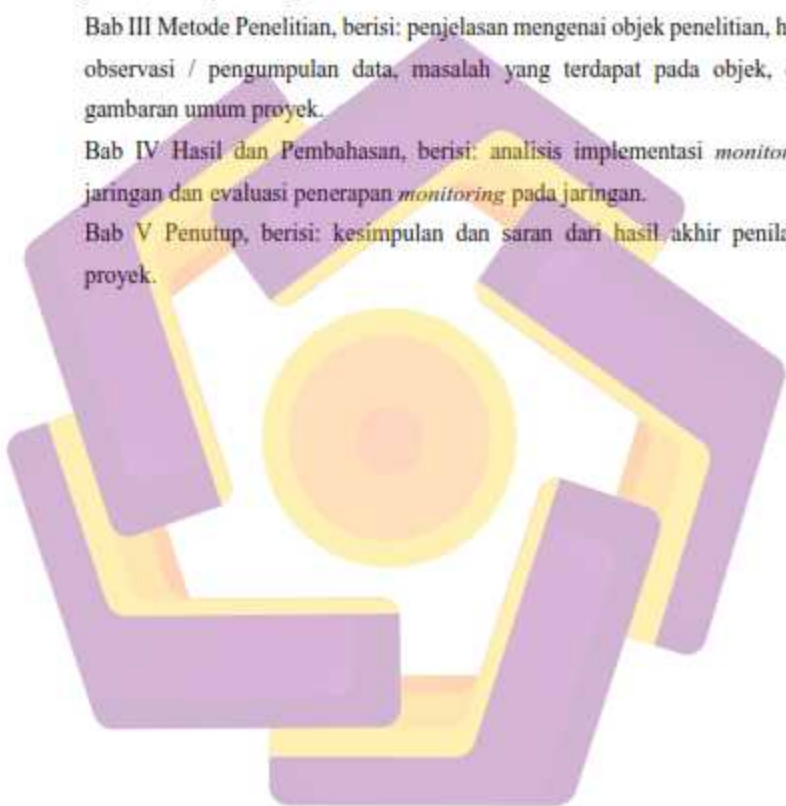 Bab III Metode Penelitian, berisi: penjelasan mengenai objek penelitian, h
observasi / pengumpulan data, masalah yang terdapat pada objek,
gambaran umum proyek.
Bab IV Hasil dan Pembahasan, berisi: analisis implementasi monitor
jaringan dan evaluasi penerapan monitoring pada jaringan.
Bab V Penutup, berisi: kesimpulan dan saran dari hasil akhir penila
proyek.